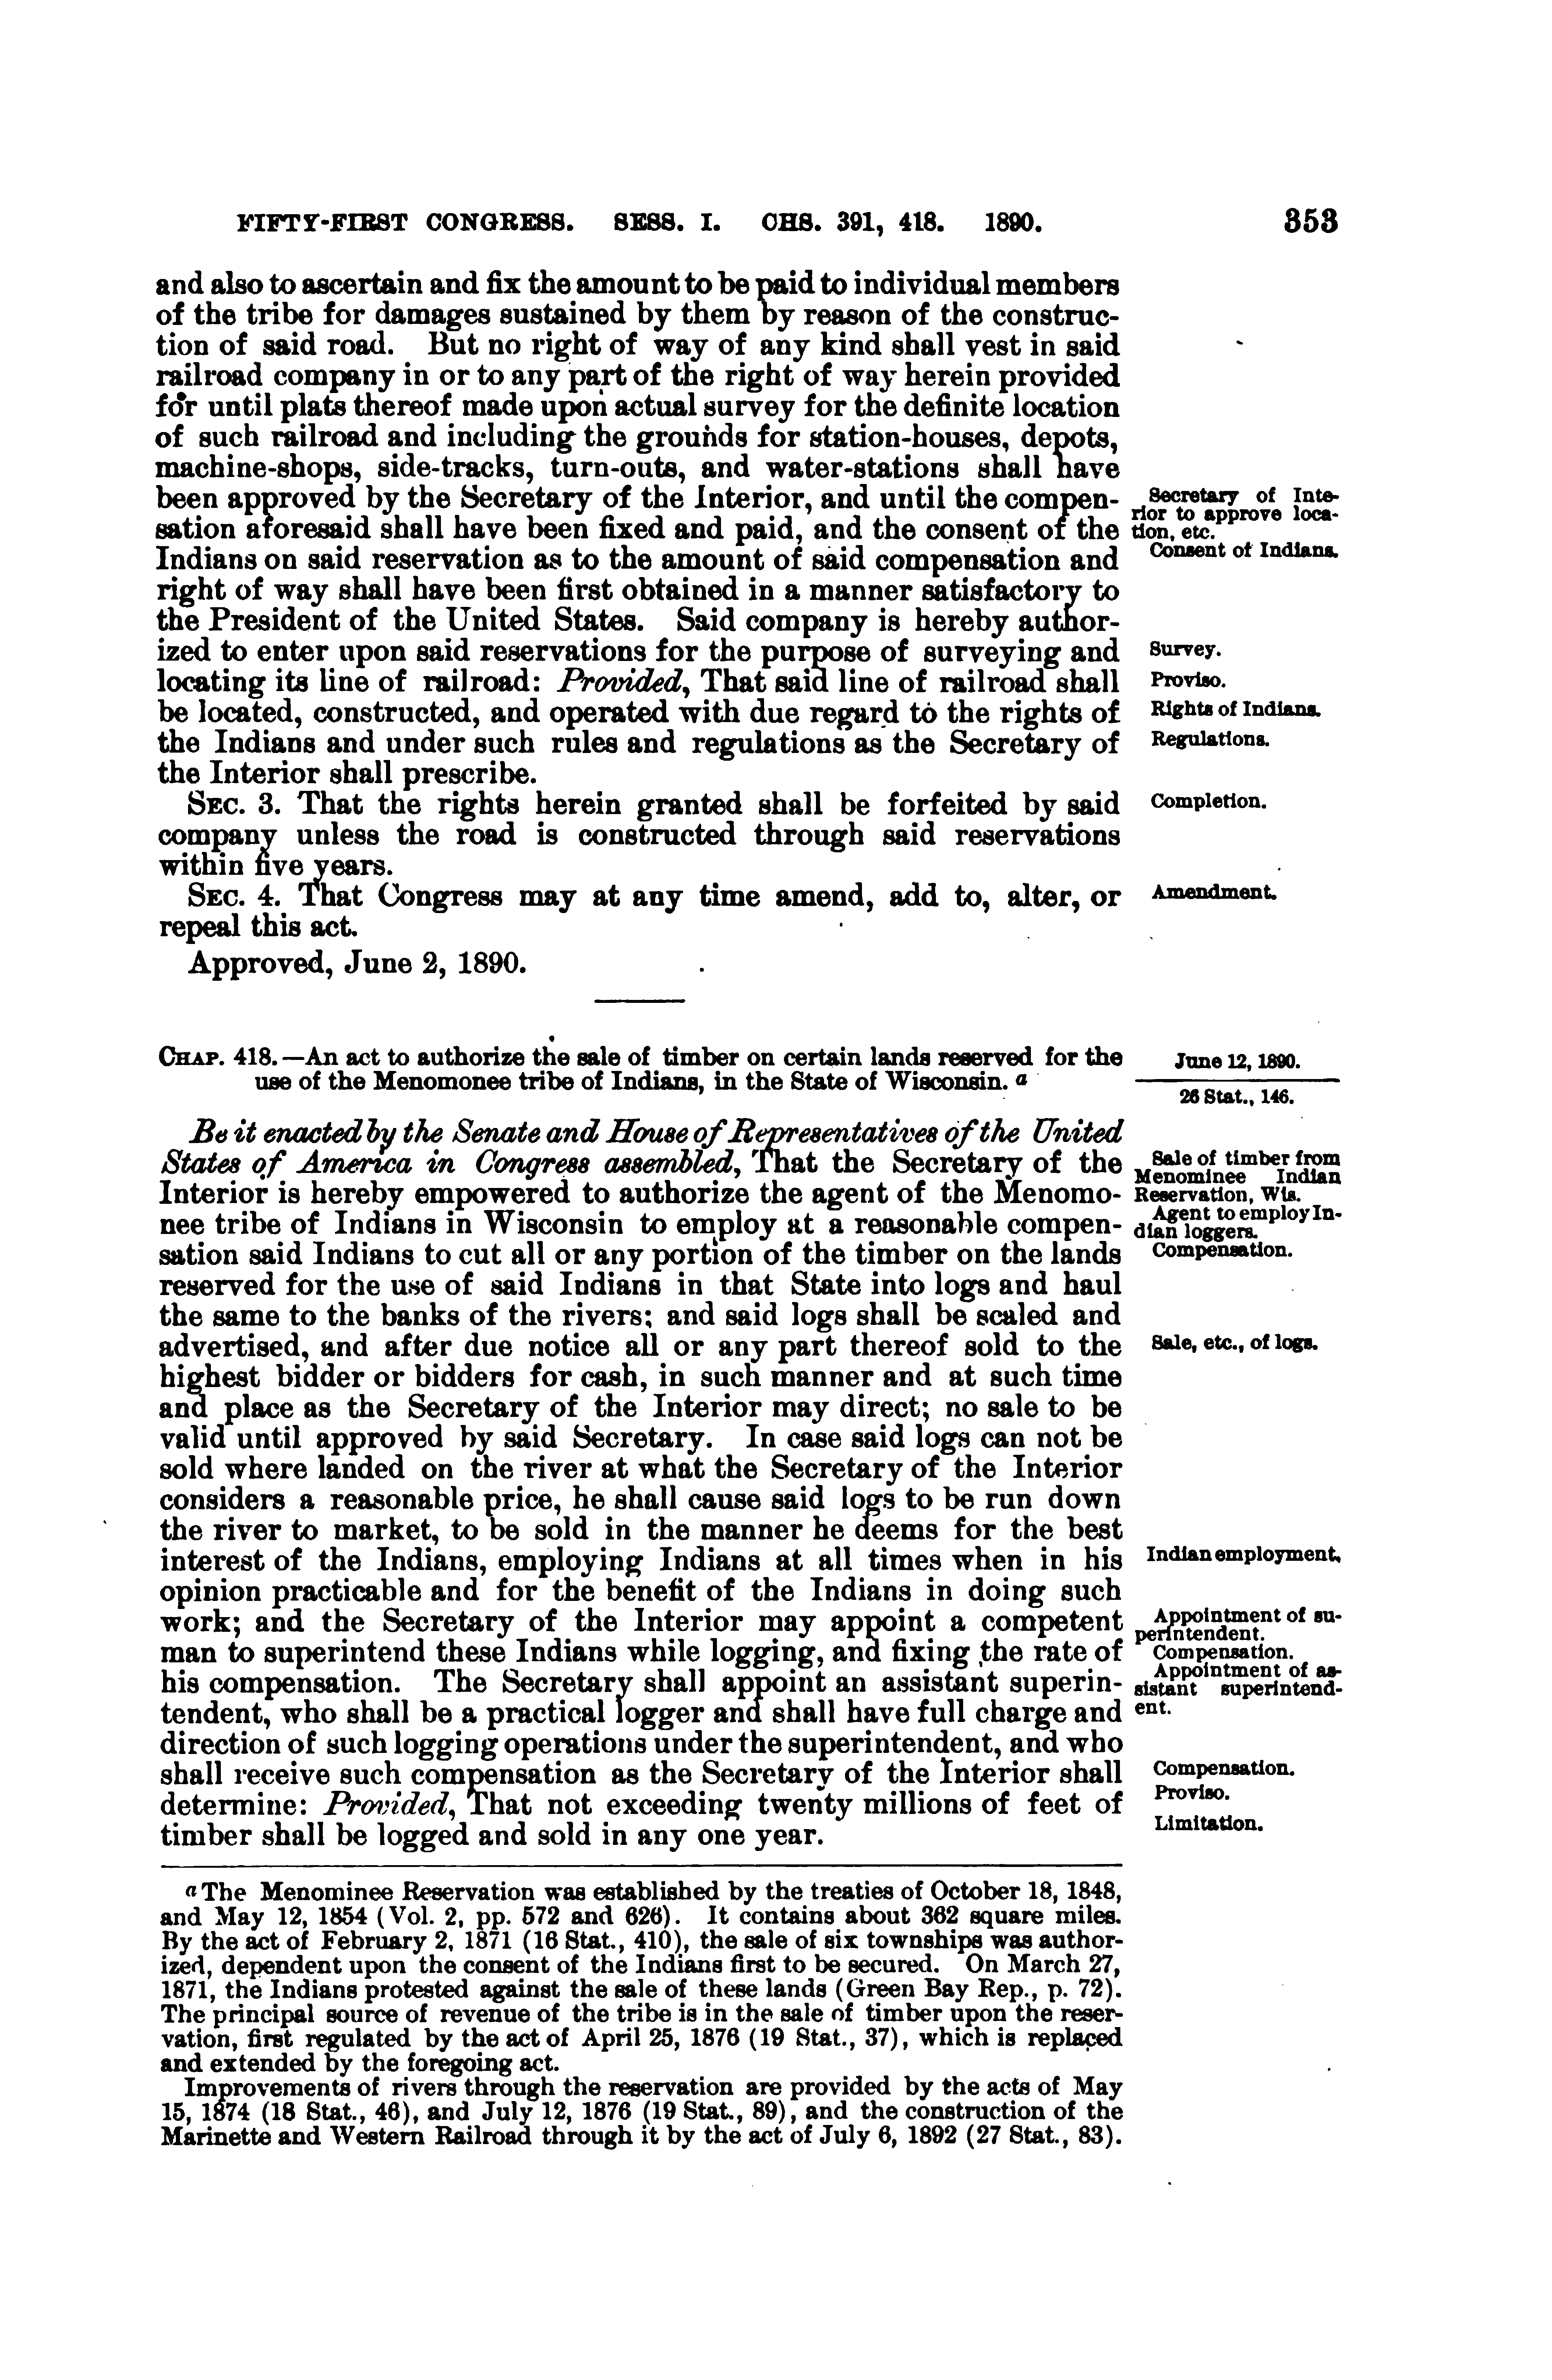 FIFTY-FIRST CONGRESS. SESS. I. CHS. 391, 418. 1890. 353
and also to ascertain and fix the amount to be paid to individual members
of the tribe for damages sustained by them by reason of the construc-
tion of said road. But no right of way of any kind shall vest in said
railroad company in or to any part of the right of way herein provided
for until plats thereof made upon actual survey for the definite location
of such railroad and including the grounds for station-houses, depots,
machine-shops, side-tracks, turn-outs, and water-stations shall have
been approved by the Secretary of the Interior, and until the compen-
sation aforesaid shall have been fixed and paid, and the consent of the
Indians on said reservation as to the amount of said compensation and
right of way shall have been first obtained in a manner satisfactory to
the President of the United States. Said company is hereby author-
ized to enter upon said reservations for the purpose of surveying and
locating its line of railroad: Provided, That said line of railroad shall
be located, constructed, and operated with due regard to the rights of
the Indians and under such rules and regulations as the Secretary of
the Interior shall prescribe.
SEC. 3. That the rights herein granted shall be forfeited by said
company unless the road is constructed through said reservations
within five years.
SEC. 4. That Congress may at any time amend, add to, alter, or
repeal this act.
Approved, June 2, 1890.
Secretary of Inte-
rior to approve loca-
tion, etc.
Consent of Indians.
Survey.
Proviso.
Rights of Indians.
Regulations.
Completion.
Amendment.
CHAP. 418.—An act to authorize the sale of timber on certain lands reserved for the
use of the Menomonee tribe of Indians, in the State of Wisconsin. a
Be it enacted by the Senate and House of Representatives of the United
States of America in Congress assembled, That the Secretary of the
Interior is hereby empowered to authorize the agent of the Menomo-
nee tribe of Indians in Wisconsin to employ at a reasonable compen-
sation said Indians to cut all or any portion of the timber on the lands
reserved for the use of said Indians in that State into logs and haul
the same to the banks of the rivers; and said logs shall be scaled and
advertised, and after due notice all or any part thereof sold to the
highest bidder or bidders for cash, in such manner and at such time
and place as the Secretary of the Interior may direct; no sale to be
valid until approved by said Secretary. In case said logs can not be
sold where landed on the river at what the Secretary of the Interior
considers a reasonable price, he shall cause said logs to be run down
the river to market, to be sold in the manner he deems for the best
interest of the Indians, employing Indians at all times when in his
opinion practicable and for the benefit of the Indians in doing such
work; and the Secretary of the Interior may appoint a competent
man to superintend these Indians while logging, and fixing the rate of
his compensation. The Secretary shall appoint an assistant superin-
tendent, who shall be a practical logger and shall have full charge and
direction of such logging operations under the superintendent, and who
shall receive such compensation as the Secretary of the Interior shall
determine: Provided, That not exceeding twenty millions of feet of
timber shall be logged and sold in any one year.
June 12, 1890.
26 Stat., 146.
Sale of timber from
Menominee Indian
Reservation, Wis.
Agent to employ In-
dian loggers.
Compensation.
Sale, etc., of logs.
Indian employment.
Appointment of su-
perintendent.
Compensation.
Appointment of as-
sistant superintend-
ent.
Compensation.
Proviso.
Limitation.
a The Menominee Reservation was established by the treaties of October 18, 1848,
and May 12, 1854 (Vol. 2, pp. 572 and 626). It contains about 362 square miles.
By the act of February 2, 1871 (16 Stat., 410), the sale of six townships was author-
ized, dependent upon the consent of the Indians first to be secured. On March 27,
1871, the Indians protested against the sale of these lands (Green Bay Rep., p. 72).
The principal source of revenue of the tribe is in the sale of timber upon the reser-
vation, first regulated by the act of April 25, 1876 (19 Stat., 37), which is replaced
and extended by the foregoing act.
Improvements of rivers through the reservation are provided by the acts of May
15, 1874 (18 Stat., 46), and July 12, 1876 (19 Stat., 89), and the construction of the
Marinette and Western Railroad through it by the act of July 6, 1892 (27 Stat., 83).